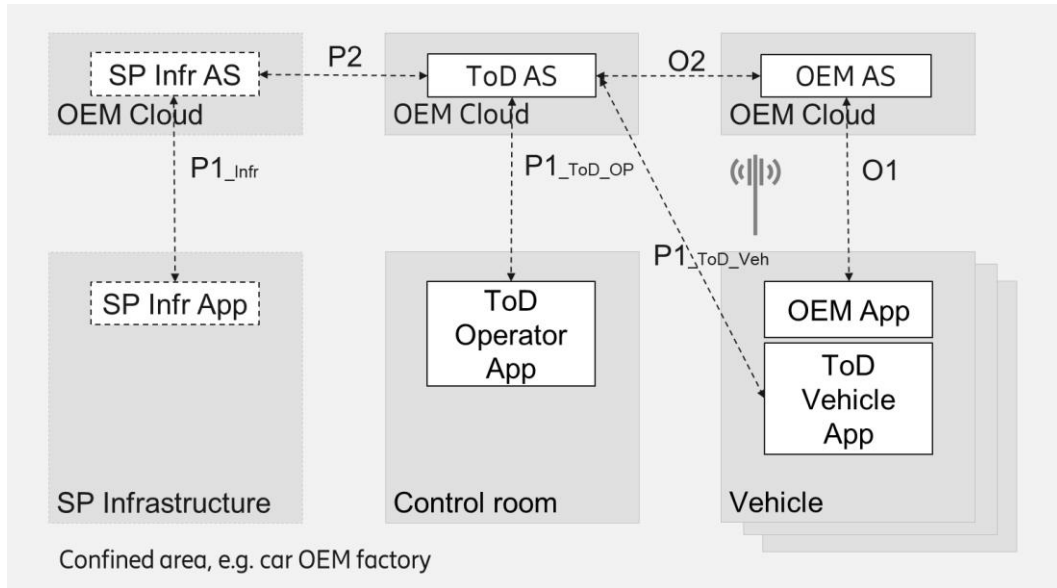 SP Infr AS
P2
ToD AS
O2
OEM AS
OEM Cloud
OEM Cloud
OEM Cloud
P1_Infr
P1_ToD_OP
O1
P1_ToD_Veh
SP Infr App
ToD
Operator
App
OEM App
ToD
Vehicle
App
SP Infrastructure
Control room
Vehicle
Confined area, e.g. car OEM factory